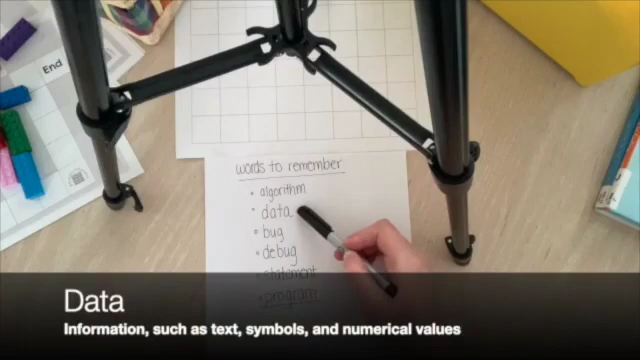 End
words to remember
• algorithm
• data
• bug
• debug
• statement
• program
Data
Information, such as text, symbols, and numerical values